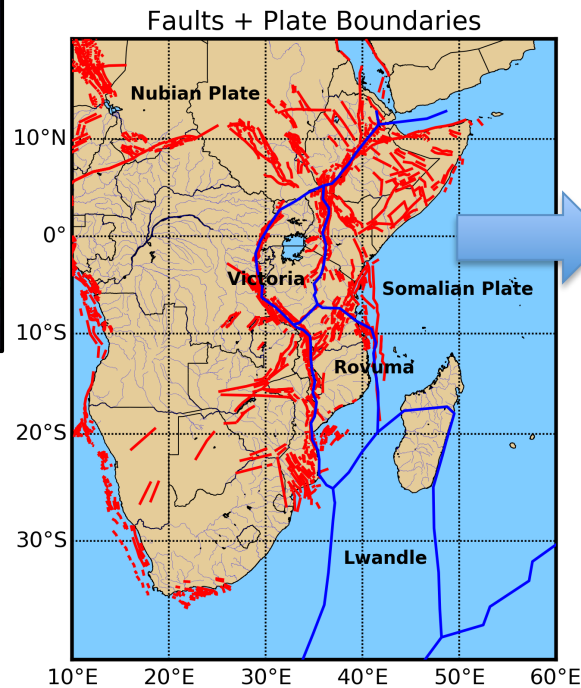 Faults + Plate Boundaries
Nubian Plate
10°N
0°
Victoria
Somalian Plate
10°S
Rovuma
20°S
30°S
Lwandle
10°E 20°E 30°E 40°E 50°E 60°E